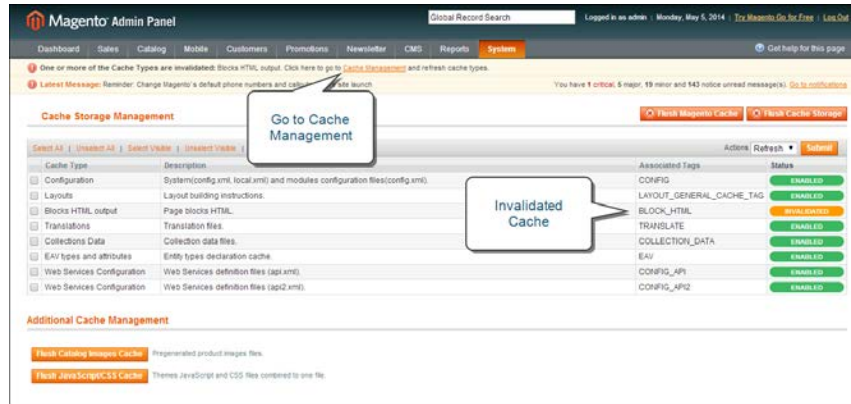 Magento Admin Panel
Global Record Search
Logged in as admin | Monday, May 5, 2014 | Try Magento Go for Free | Log Out
Dashboard Sales Catalog Mobile Customers Promotions Newsletter CMS Reports System
Get help for this page
One or more of the Cache Types are invalidated: Blocks HTML output. Click here to go to Cache Management and refresh cache types.
Latest Message: Reminder: Change Magento's default phone numbers and site launch
You have 1 critical, 5 major, 19 minor and 143 notice unread message(s). Go to notifications
Go to Cache
Management
Cache Storage Management
Flush Magento Cache
Flush Cache Storage
Select All | Unselect All | Select Visible | Unselect Visible |
Actions Refresh Submit
Cache Type Description Associated Tags Status
Configuration System(config.xml, local.xml) and modules configuration files(config.xml). CONFIG ENABLED
Layouts Layout building instructions. LAYOUT_GENERAL_CACHE_TAG ENABLED
Blocks HTML output Page blocks HTML. BLOCK_HTML INVALIDATED
Translations Translation files. TRANSLATE ENABLED
Collections Data Collection data files. COLLECTION_DATA ENABLED
EAV types and attributes Entity types declaration cache. EAV ENABLED
Web Services Configuration Web Services definition files (api.xml). CONFIG_API ENABLED
Web Services Configuration Web Services definition files (api2.xml). CONFIG_API2 ENABLED
Invalidated
Cache
Additional Cache Management
Flush Catalog Images Cache Pregenerated product images files.
Flush JavaScript/CSS Cache Themes JavaScript and CSS files combined to one file.